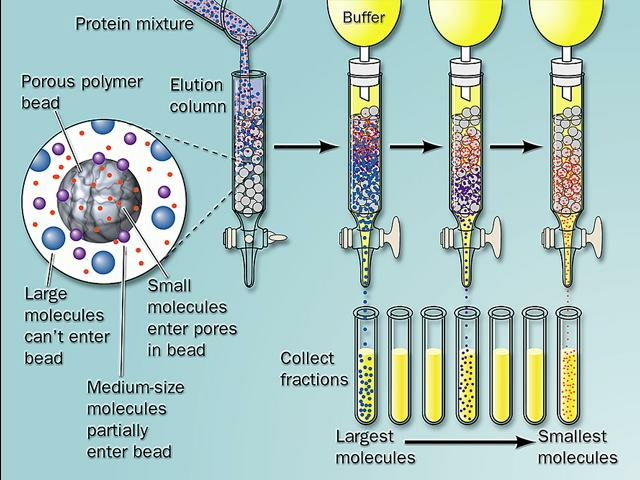 Protein mixture
Buffer
Porous polymer
bead
Elution
column
Large
molecules
can't enter
bead
Small
molecules
enter pores
in bead
Medium-size
molecules
partially
enter bead
Collect
fractions
Largest
molecules
Smallest
molecules